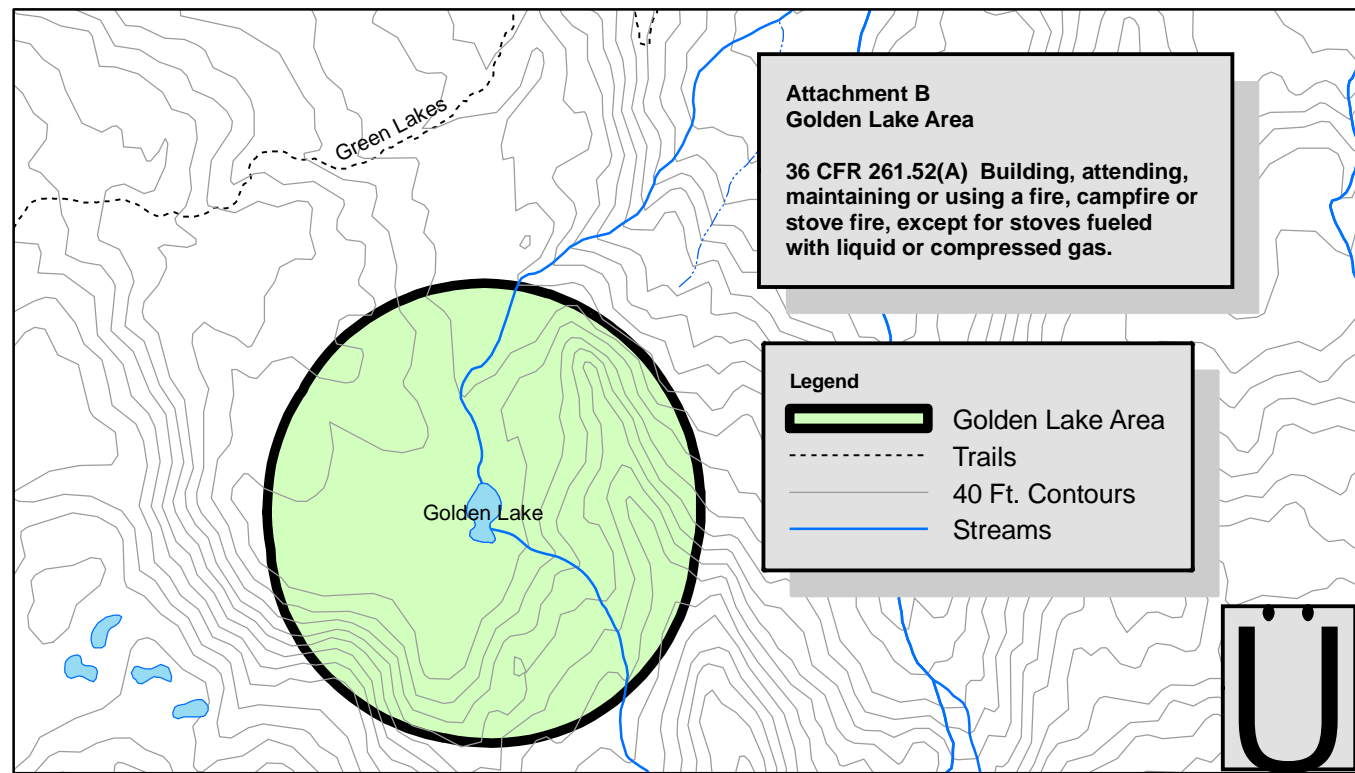 Green Lakes
Attachment B
Golden Lake Area
36 CFR 261.52(A)  Building, attending,
maintaining or using a fire, campfire or
stove fire, except for stoves fueled
with liquid or compressed gas.
Legend
Golden Lake Area
Trails
40 Ft. Contours
Streams
Golden Lake
Ü